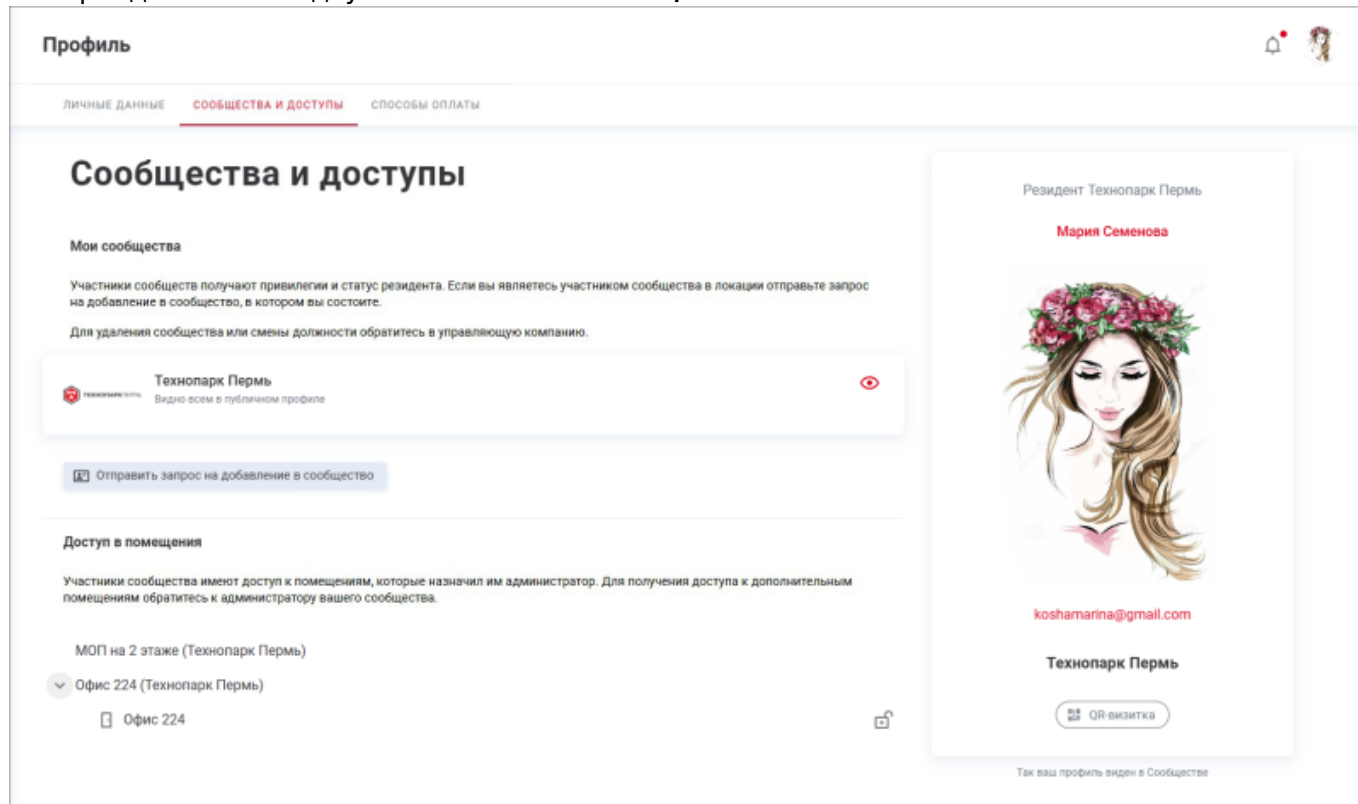 Профиль
ЛИЧНЫЕ ДАННЫЕ СООБЩЕСТВА И ДОСТУПЫ СПОСОБЫ ОПЛАТЫ
Сообщества и доступы
Мои сообщества
Участники сообществ получают привилегии и статус резидента. Если вы являетесь участником сообщества в локации отправьте запрос
на добавление в сообщество, в котором вы состоите.
Для удаления сообщества или смены должности обратитесь в управляющую компанию.
ТЕХНОПАРК ПЕРМЬ
Технопарк Пермь
Видно всем в публичном профиле
Отправить запрос на добавление в сообщество
Доступ в помещения
Участники сообщества имеют доступ к помещениям, которые назначил им администратор. Для получения доступа к дополнительным
помещениям обратитесь к администратору вашего сообщества.
МОП на 2 этаже (Технопарк Пермь)
Офис 224 (Технопарк Пермь)
Офис 224
Резидент Технопарк Пермь
Мария Семенова
koshamarina@gmail.com
Технопарк Пермь
QR-визитка
Так ваш профиль виден в Сообществе